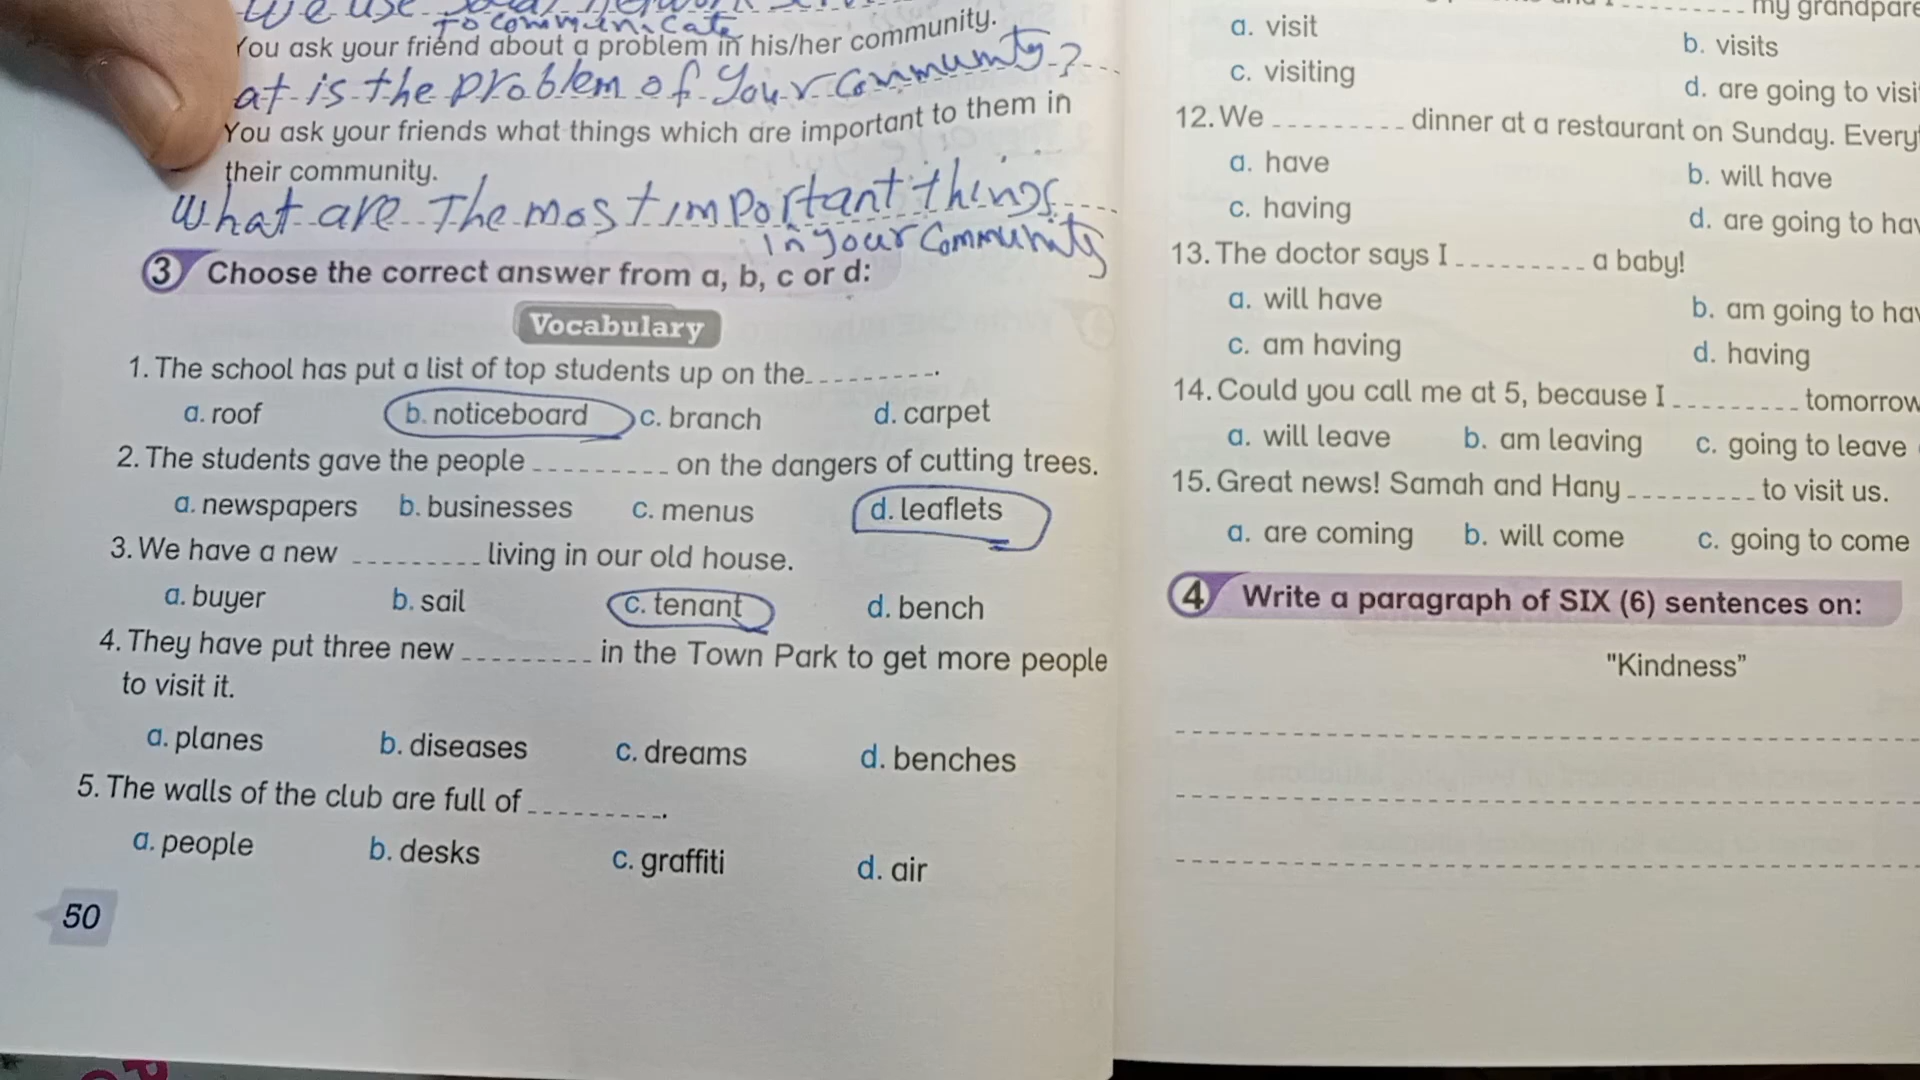 We use
to communicate
You ask your friend about a problem in his/her community.
at is the problem of your community?
You ask your friends what things which are important to them in
their community.
What are The most important things
in your community
3 Choose the correct answer from a, b, c or d:
Vocabulary
1. The school has put a list of top students up on the ---------.
a. roof b. noticeboard c. branch d. carpet
2. The students gave the people --------- on the dangers of cutting trees.
a. newspapers b. businesses c. menus d. leaflets
3. We have a new --------- living in our old house.
a. buyer b. sail c. tenant d. bench
4. They have put three new --------- in the Town Park to get more people
to visit it.
a. planes b. diseases c. dreams d. benches
5. The walls of the club are full of ---------.
a. people b. desks c. graffiti d. air
50
--------- my grandpare
a. visit b. visits
c. visiting d. are going to visi
12. We --------- dinner at a restaurant on Sunday. Every
a. have b. will have
c. having d. are going to hav
13. The doctor says I --------- a baby!
a. will have b. am going to hav
c. am having d. having
14. Could you call me at 5, because I --------- tomorrow
a. will leave b. am leaving c. going to leave
15. Great news! Samah and Hany --------- to visit us.
a. are coming b. will come c. going to come
4 Write a paragraph of SIX (6) sentences on:
"Kindness"